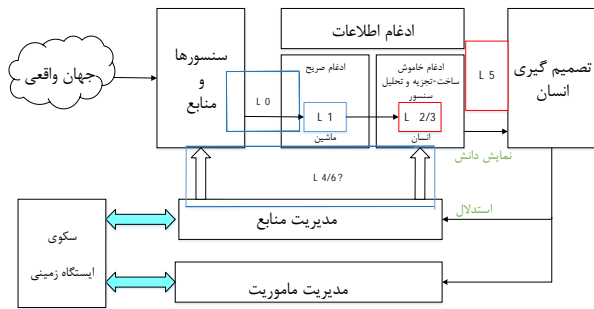 ادغام اطلاعات
جهان واقعی
سنسورها
و
منابع
ادغام صریح
ادغام خاموش
ساخت-تجزیه و تحلیل
سنسور
تصمیم گیری
انسان
L 0
L 1
L 2/3
L 5
ماشین
انسان
نمایش دانش
L 4/6?
استدلال
مدیریت منابع
سکوی
ایستگاه زمینی
مدیریت ماموریت